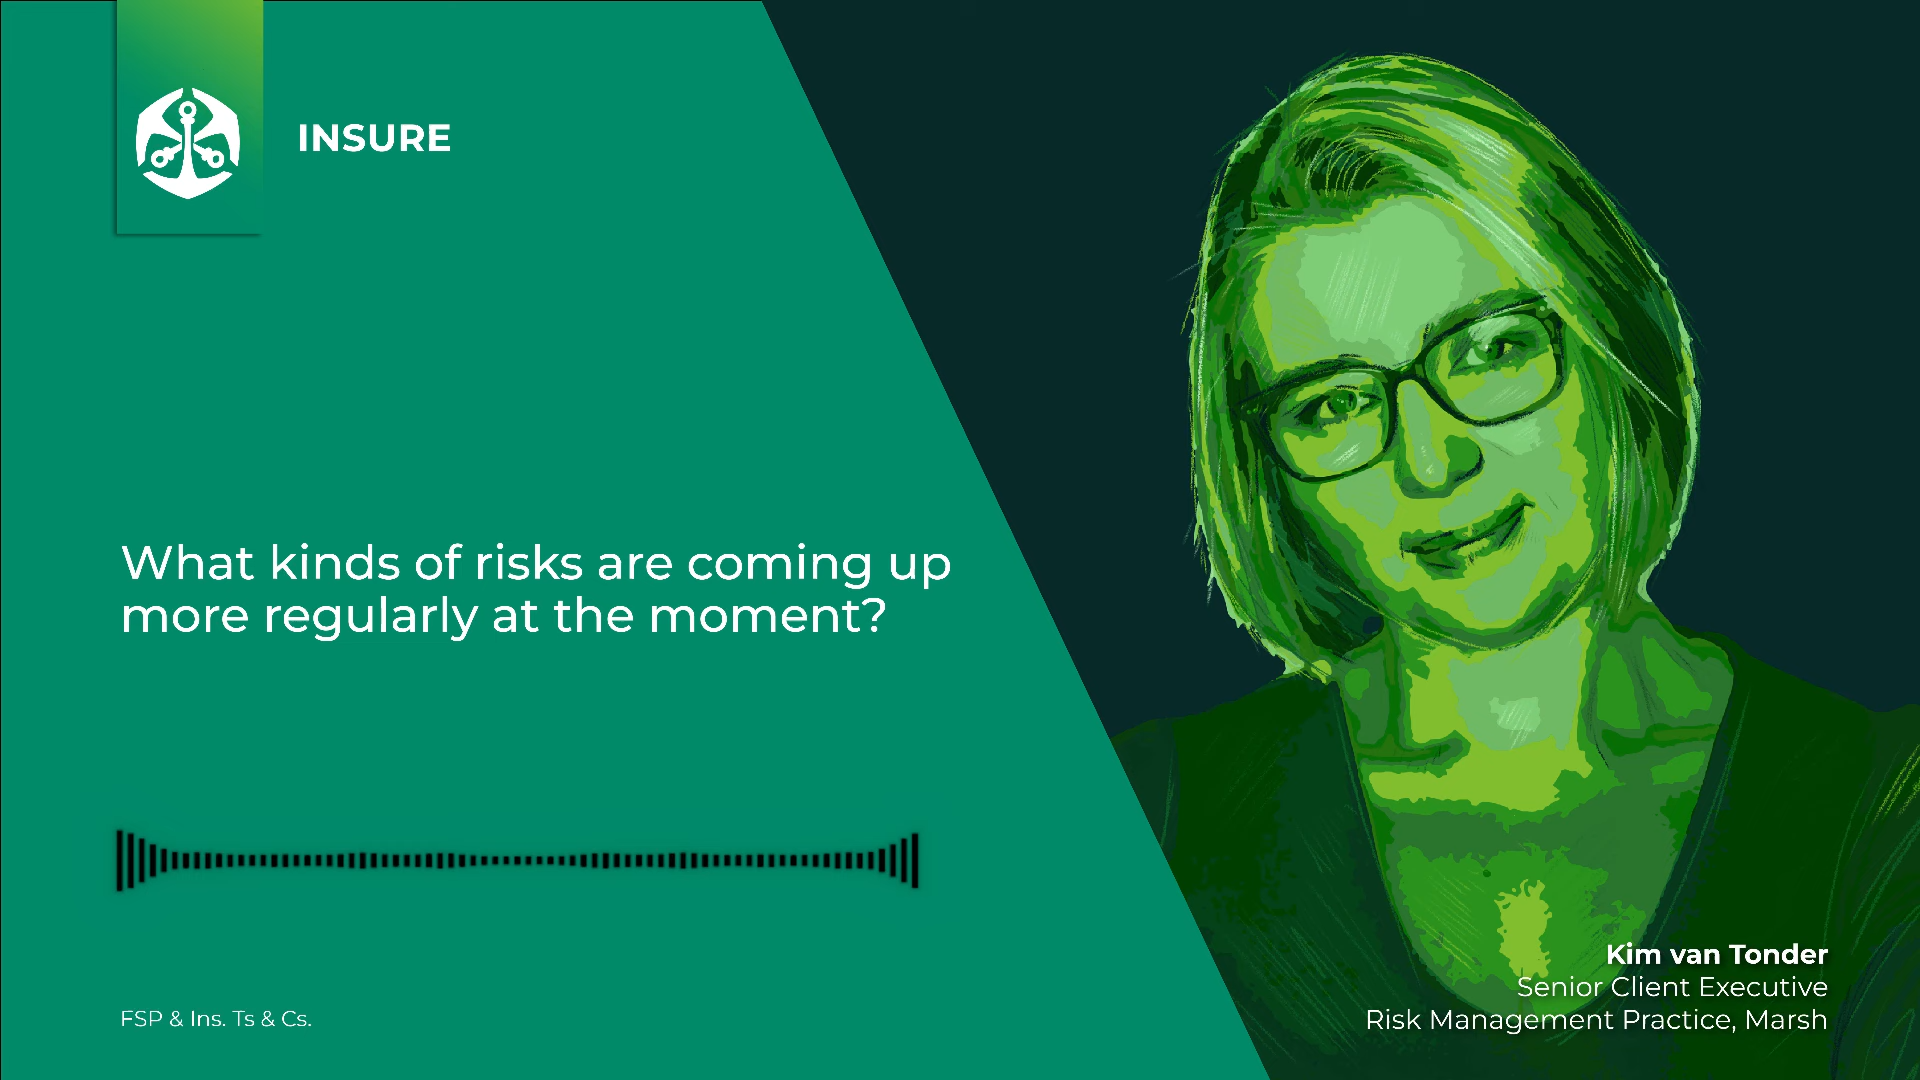 INSURE
What kinds of risks are coming up
more regularly at the moment?
FSP & Ins. Ts & Cs.
Kim van Tonder
Senior Client Executive
Risk Management Practice, Marsh